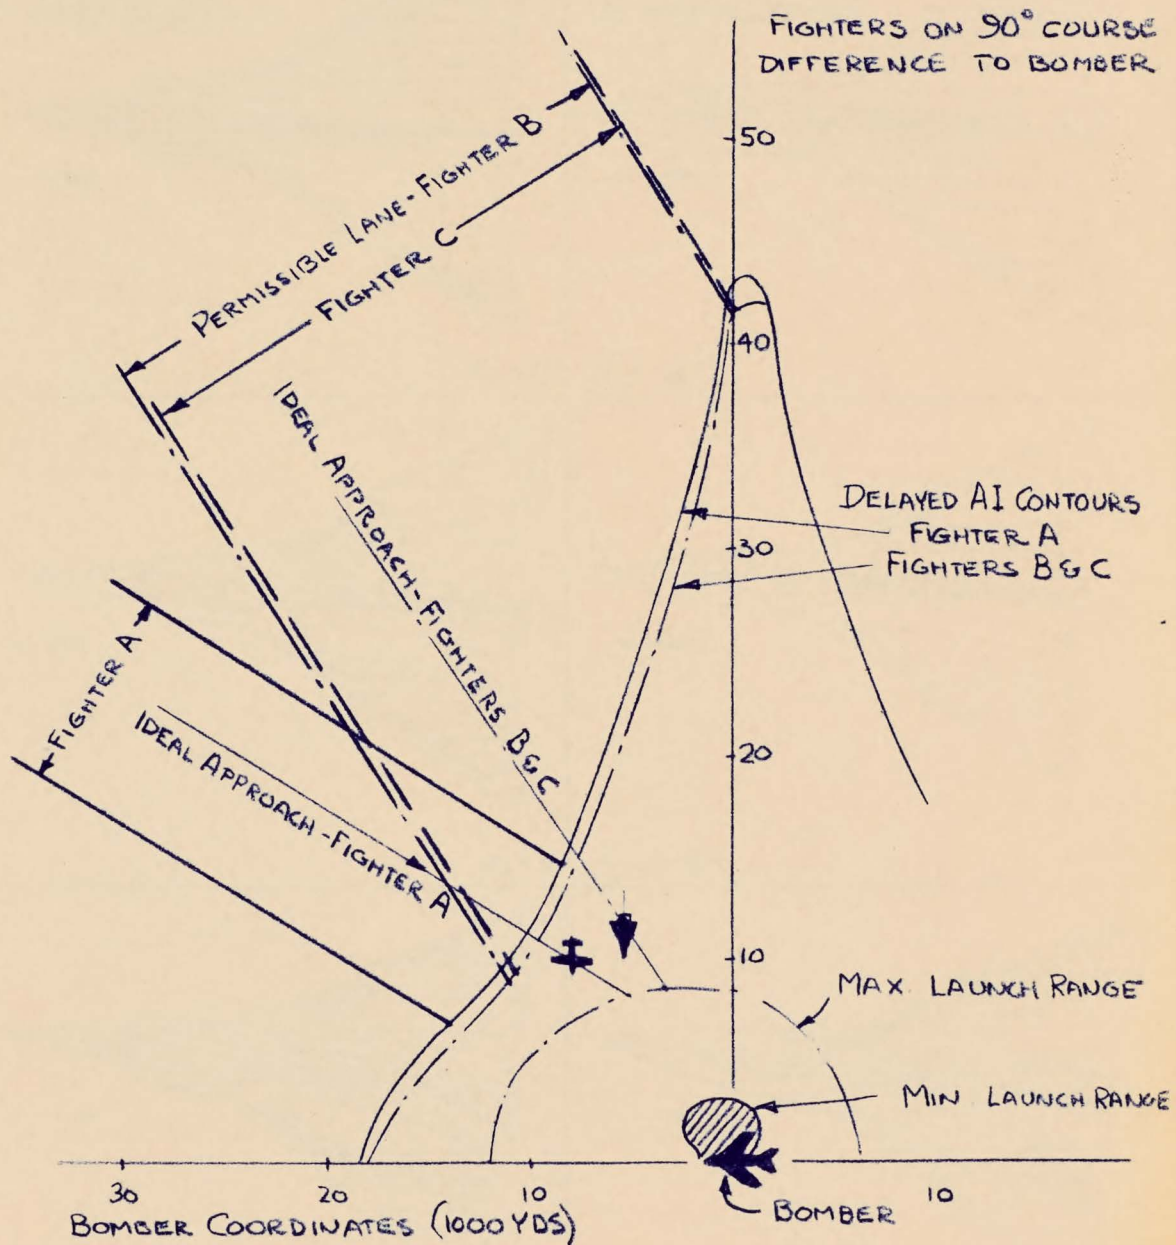 FIGHTERS ON 90° COURSE
DIFFERENCE TO BOMBER
50
PERMISSIBLE LANE-FIGHTER B
FIGHTER C
40
IDEAL APPROACH-FIGHTERS B&C
DELAYED AI CONTOURS
FIGHTER A
FIGHTERS B&C
30
FIGHTER A
IDEAL APPROACH-FIGHTER A
20
10
MAX. LAUNCH RANGE
MIN LAUNCH RANGE
30
20
10
10
BOMBER COORDINATES (1000 YDS)
BOMBER